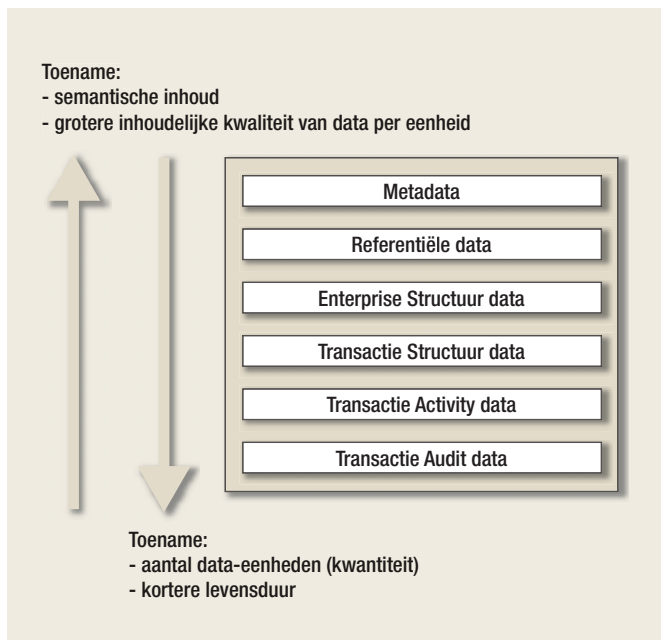 Toename:
- semantische inhoud
- grotere inhoudelijke kwaliteit van data per eenheid
Metadata
Referentiële data
Enterprise Structuur data
Transactie Structuur data
Transactie Activity data
Transactie Audit data
Toename:
- aantal data-eenheden (kwantiteit)
- kortere levensduur